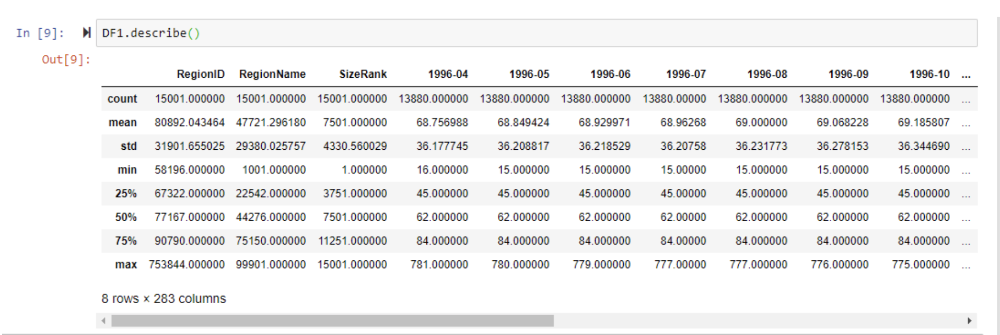 In [9]: DF1.describe()
Out[9]:
RegionID RegionName SizeRank 1996-04 1996-05 1996-06 1996-07 1996-08 1996-09 1996-10 ...
count 15001.000000 15001.000000 15001.000000 13880.000000 13880.000000 13880.000000 13880.00000 13880.000000 13880.000000 13880.000000 ...
mean 80892.043464 47721.296180 7501.000000 68.756988 68.849424 68.929971 68.96268 69.000000 69.068228 69.185807 ...
std 31901.655025 29380.025757 4330.560029 36.177745 36.208817 36.218529 36.20758 36.231773 36.278153 36.344690 ...
min 58196.000000 1001.000000 1.000000 16.000000 15.000000 15.000000 15.00000 15.000000 15.000000 15.000000 ...
25% 67322.000000 22542.000000 3751.000000 45.000000 45.000000 45.000000 45.00000 45.000000 45.000000 45.000000 ...
50% 77167.000000 44276.000000 7501.000000 62.000000 62.000000 62.000000 62.00000 62.000000 62.000000 62.000000 ...
75% 90790.000000 75150.000000 11251.000000 84.000000 84.000000 84.000000 84.00000 84.000000 84.000000 84.000000 ...
max 753844.000000 99901.000000 15001.000000 781.000000 780.000000 779.000000 777.00000 777.000000 776.000000 775.000000 ...
8 rows × 283 columns